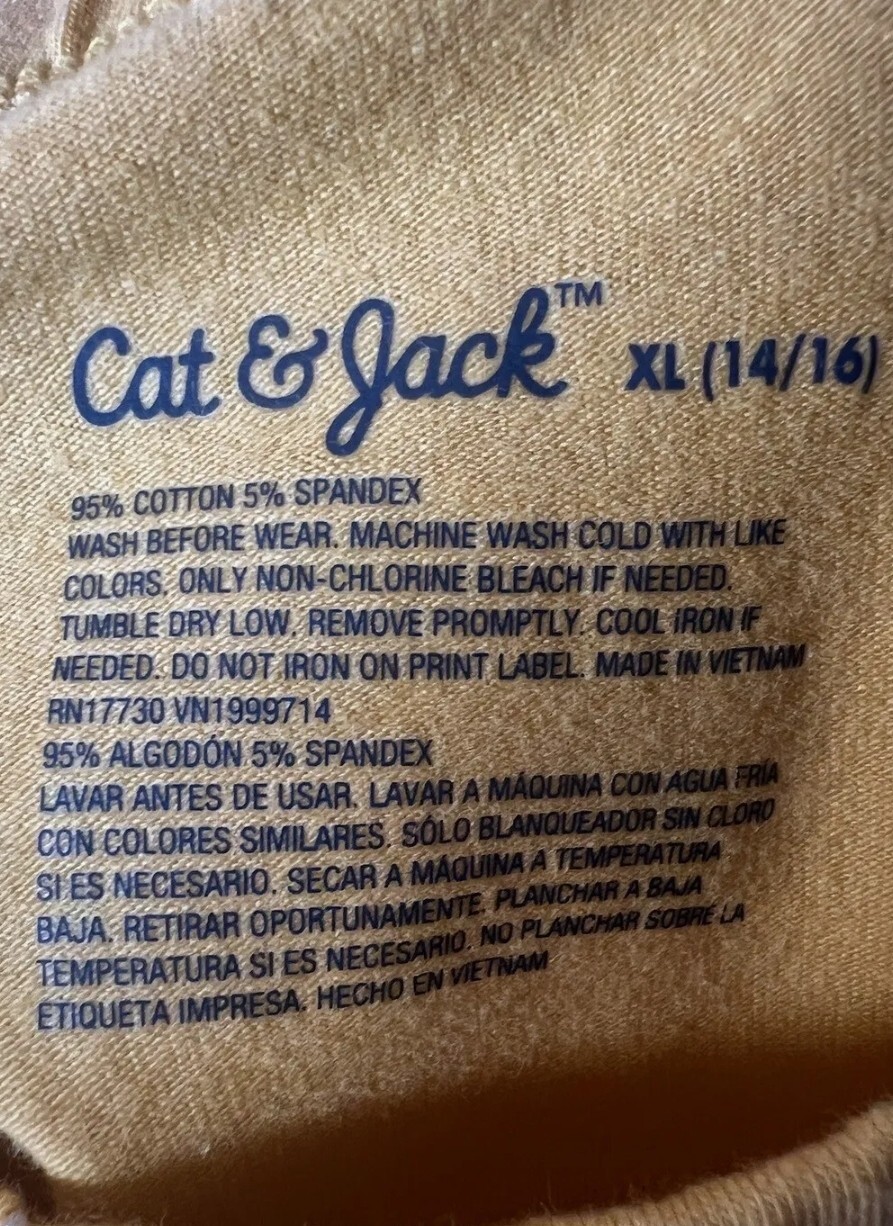 Cat & Jack™ XL (14/16)
95% COTTON 5% SPANDEX
WASH BEFORE WEAR. MACHINE WASH COLD WITH LIKE
COLORS. ONLY NON-CHLORINE BLEACH IF NEEDED.
TUMBLE DRY LOW. REMOVE PROMPTLY. COOL IRON IF
NEEDED. DO NOT IRON ON PRINT LABEL. MADE IN VIETNAM
RN17730 VN1999714
95% ALGODÓN 5% SPANDEX
LAVAR ANTES DE USAR. LAVAR A MÁQUINA CON AGUA FRÍA
CON COLORES SIMILARES. SÓLO BLANQUEADOR SIN CLORO
SI ES NECESARIO. SECAR A MÁQUINA A TEMPERATURA
BAJA. RETIRAR OPORTUNAMENTE. PLANCHAR A BAJA
TEMPERATURA SI ES NECESARIO. NO PLANCHAR SOBRE LA
ETIQUETA IMPRESA. HECHO EN VIETNAM